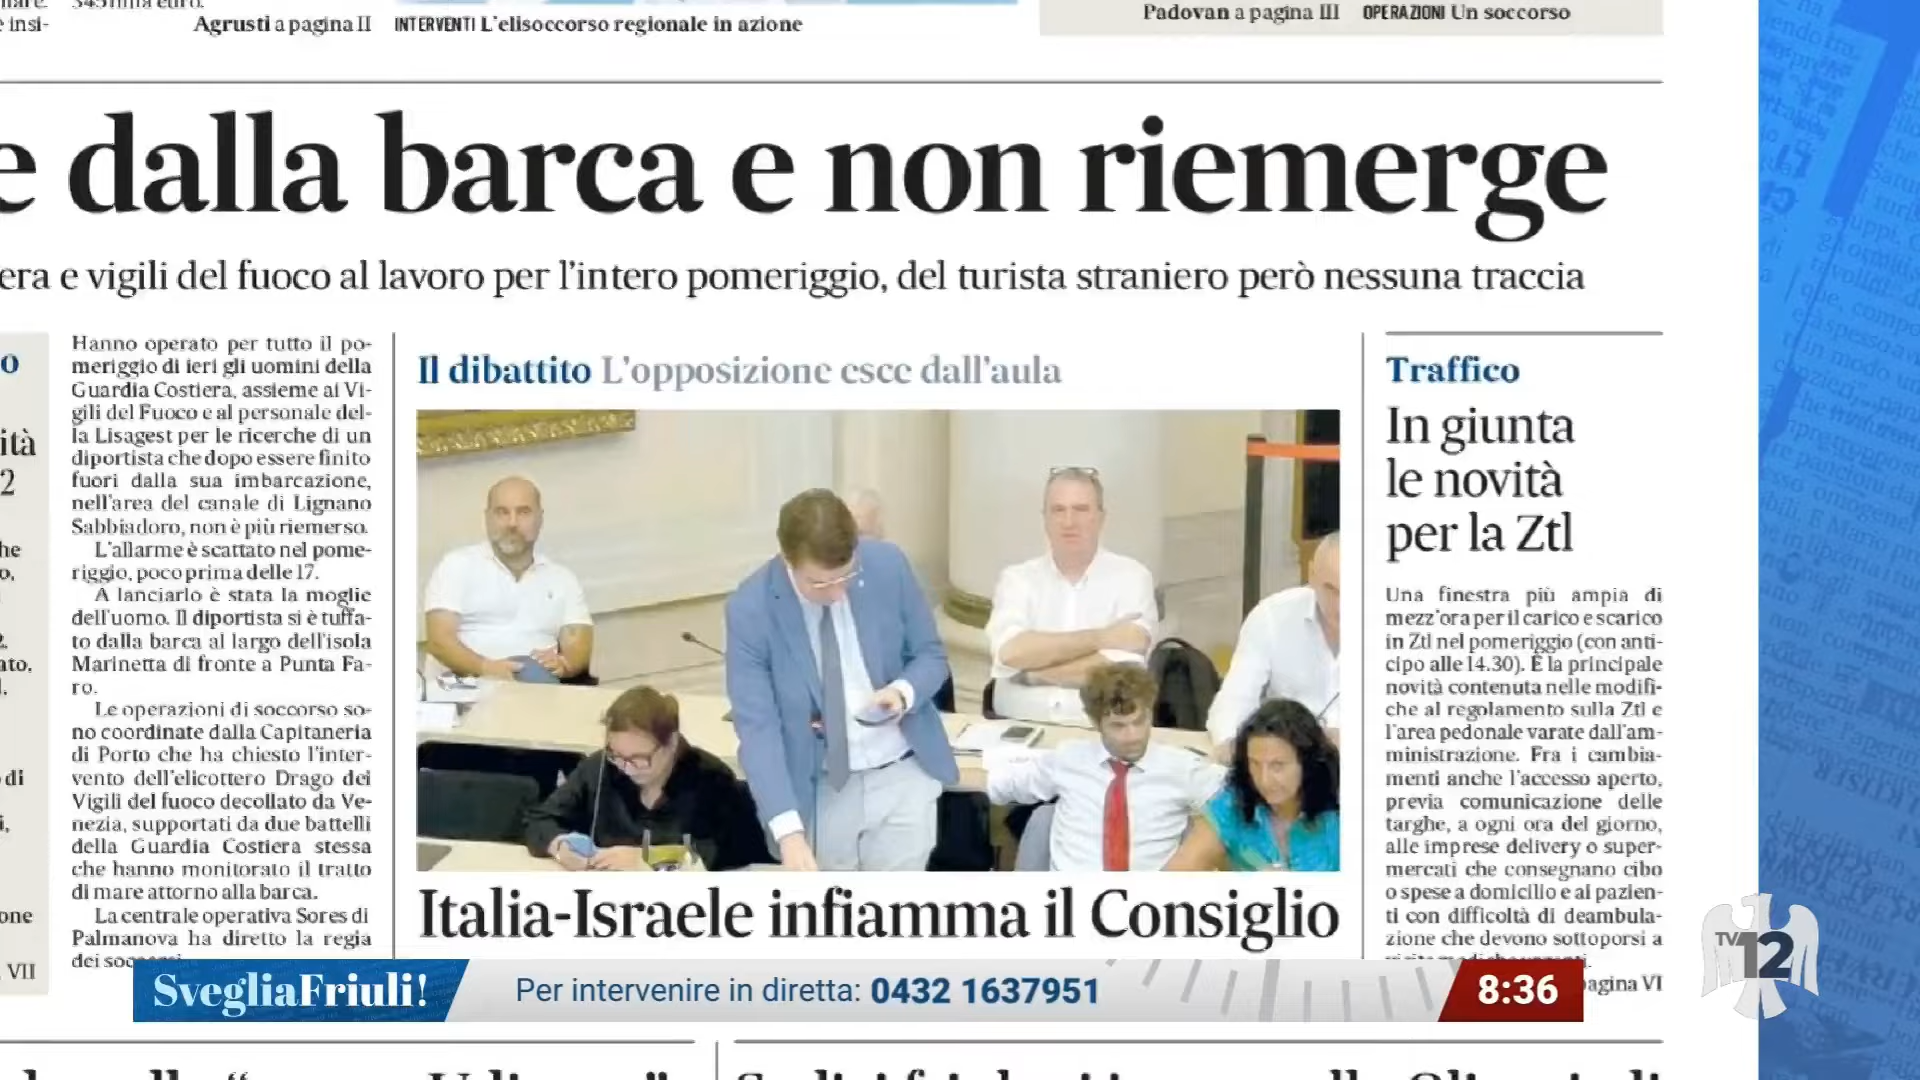 345mila euro.
e insi-
Agrusti a pagina II
INTERVENTI L'elisoccorso regionale in azione
Padovan a pagina III
OPERAZIONI Un soccorso
e dalla barca e non riemerge
era e vigili del fuoco al lavoro per l'intero pomeriggio, del turista straniero però nessuna traccia
Hanno operato per tutto il po-
meriggio di ieri gli uomini della
Guardia Costiera, assieme ai Vi-
gili del Fuoco e al personale del-
la Lisagest per le ricerche di un
diportista che dopo essere finito
fuori dalla sua imbarcazione,
nell'area del canale di Lignano
Sabbiadoro, non è più riemerso.
L'allarme è scattato nel pome-
riggio, poco prima delle 17.
A lanciarlo è stata la moglie
dell'uomo. Il diportista si è tuffa-
to dalla barca al largo dell'isola
Marinetta di fronte a Punta Fa-
ro.
Le operazioni di soccorso so-
no coordinate dalla Capitaneria
di Porto che ha chiesto l'inter-
vento dell'elicottero Drago dei
Vigili del fuoco decollato da Ve-
nezia, supportati da due battelli
della Guardia Costiera stessa
che hanno monitorato il tratto
di mare attorno alla barca.
La centrale operativa Sores di
Palmanova ha diretto la regia
dei
VII
Il dibattito L'opposizione esce dall'aula
Italia-Israele infiamma il Consiglio
Traffico
In giunta
le novità
per la Ztl
Una finestra più ampia di
mezz'ora per il carico e scarico
in Ztl nel pomeriggio (con anti-
cipo alle 14.30). È la principale
novità contenuta nelle modifi-
che al regolamento sulla Ztl e
l'area pedonale varate dall'am-
ministrazione. Fra i cambia-
menti anche l'accesso aperto,
previa comunicazione delle
targhe, a ogni ora del giorno,
alle imprese delivery o super-
mercati che consegnano cibo
o spese a domicilio e ai pazien-
ti con difficoltà di deambula-
zione che devono sottoporsi a
pagina VI
SvegliaFriuli!
Per intervenire in diretta: 0432 1637951
8:36
TV12